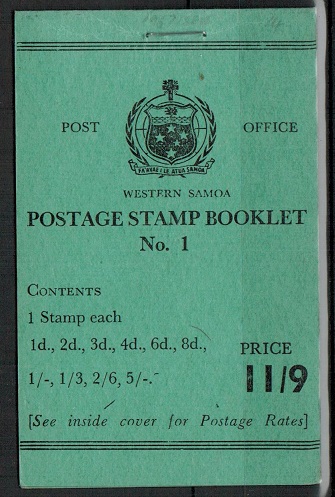 POST OFFICE
FA'AVAE I LE ATUA SAMOA
WESTERN SAMOA
POSTAGE STAMP BOOKLET
No. 1
CONTENTS
1 Stamp each
1d., 2d., 3d., 4d., 6d., 8d.,
1/-, 1/3, 2/6, 5/-.
PRICE
11/9
[See inside cover for Postage Rates]